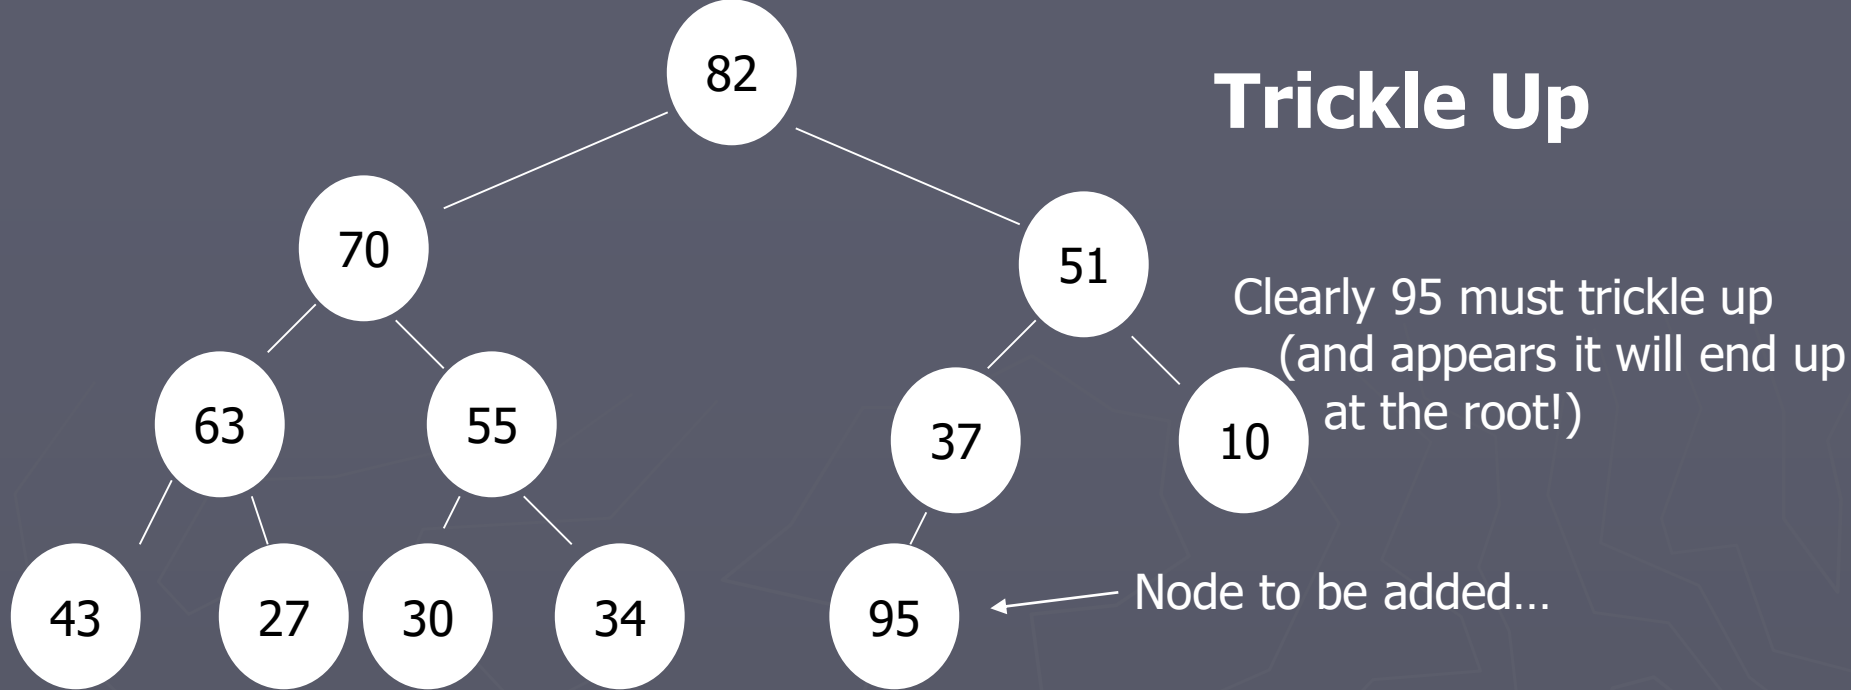 82
Trickle Up
70
51
Clearly 95 must trickle up
(and appears it will end up
at the root!)
63
55
37
10
Node to be added...
43
27
30
34
95